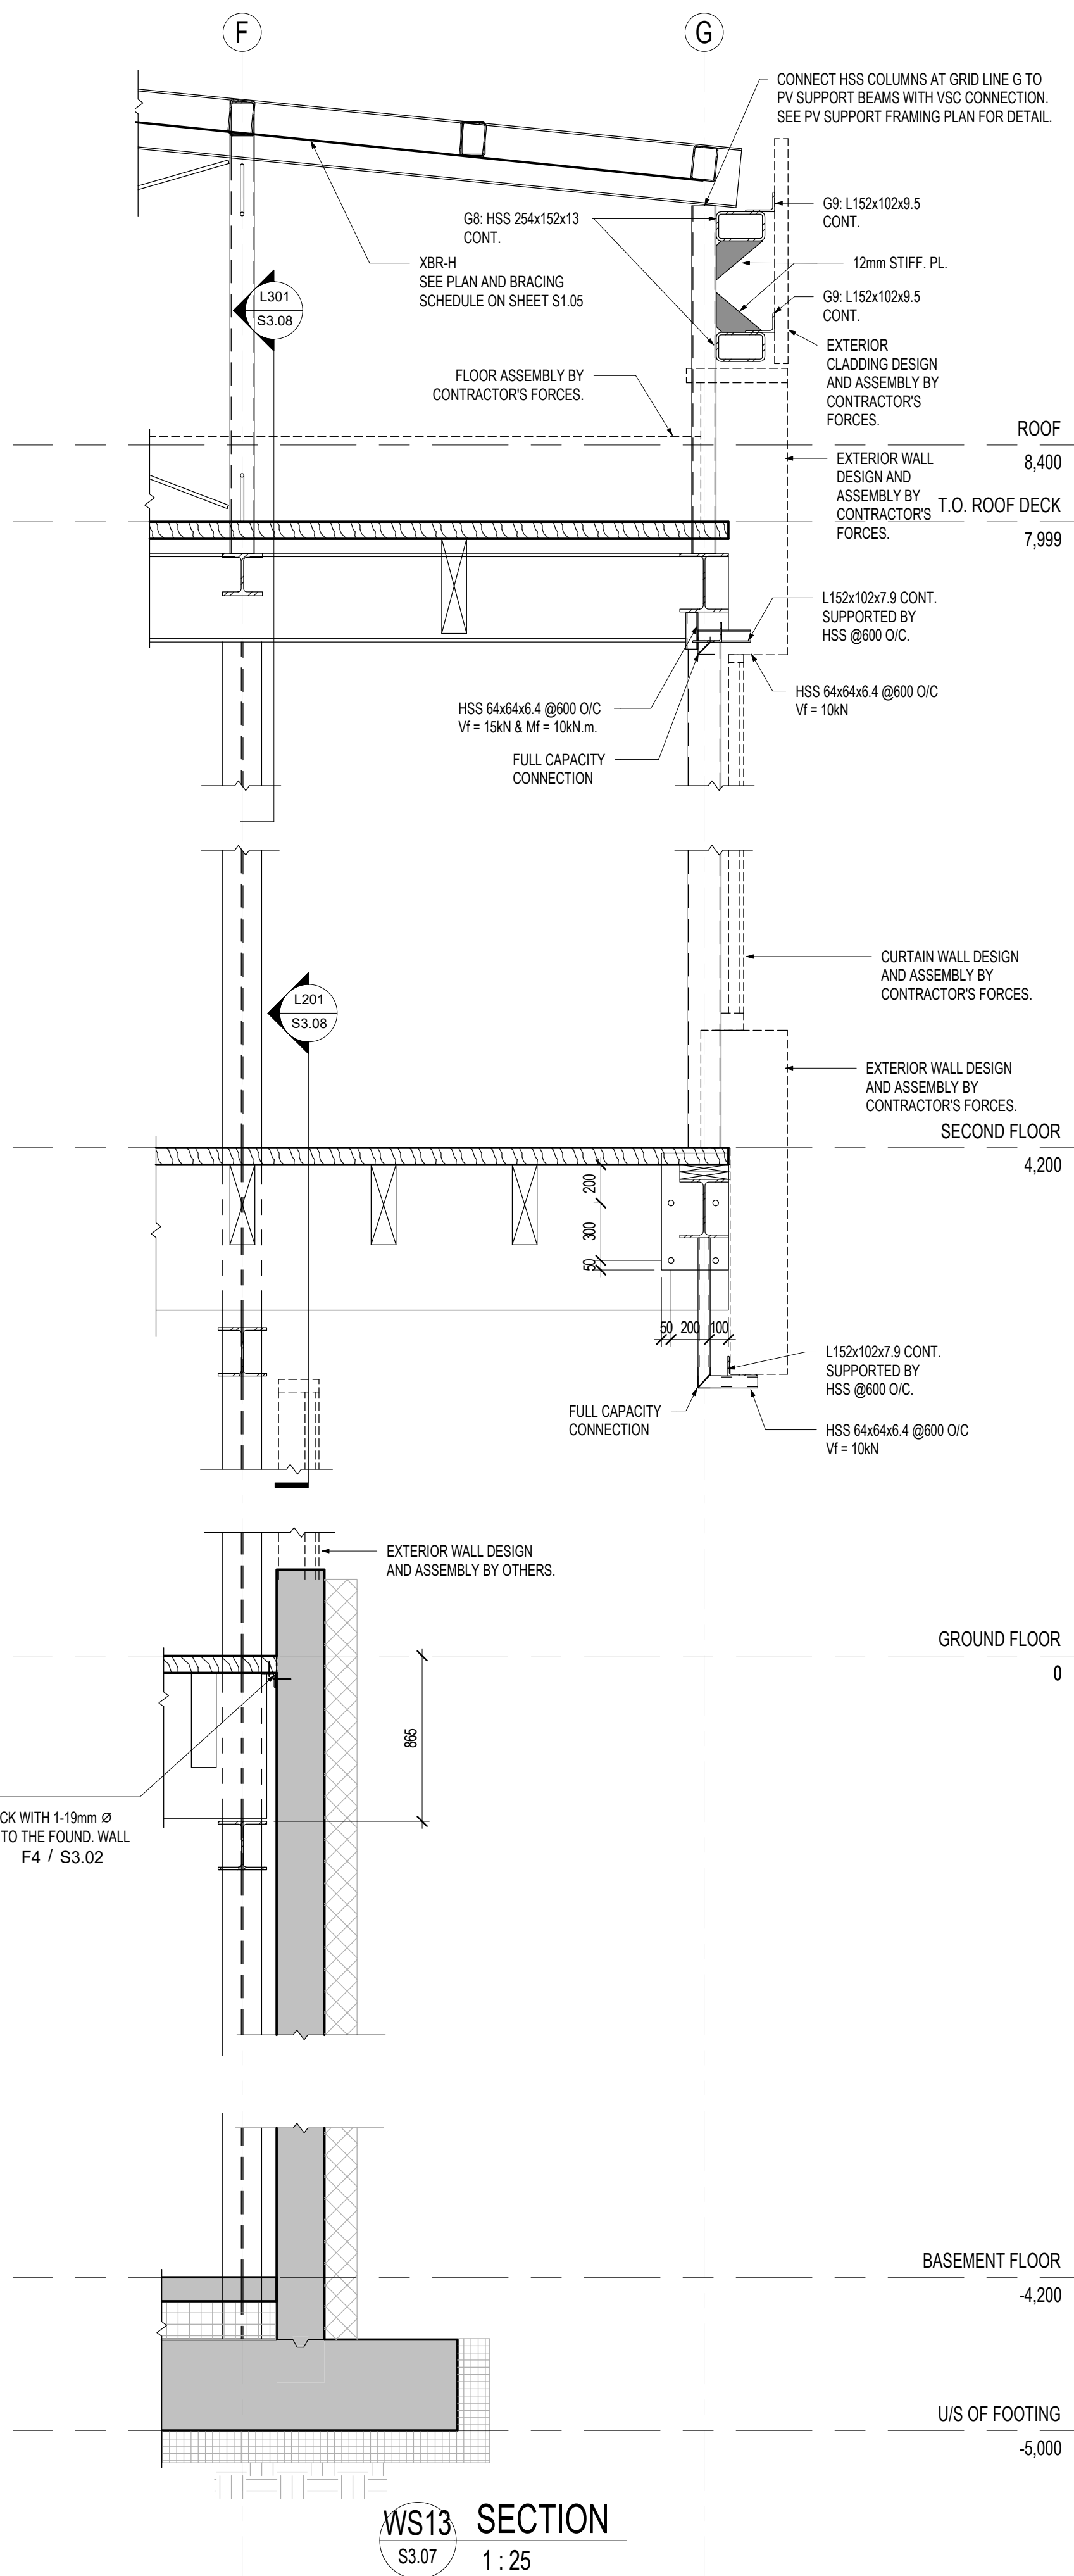 F
G
CONNECT HSS COLUMNS AT GRID LINE G TO
PV SUPPORT BEAMS WITH VSC CONNECTION.
SEE PV SUPPORT FRAMING PLAN FOR DETAIL.
G9: L152x102x9.5
CONT.
G8: HSS 254x152x13
CONT.
12mm STIFF. PL.
XBR-H
SEE PLAN AND BRACING
SCHEDULE ON SHEET S1.05
G9: L152x102x9.5
CONT.
L301
S3.08
EXTERIOR
CLADDING DESIGN
AND ASSEMBLY BY
CONTRACTOR'S
FORCES.
FLOOR ASSEMBLY BY
CONTRACTOR'S FORCES.
ROOF
8,400
EXTERIOR WALL
DESIGN AND
ASSEMBLY BY
CONTRACTOR'S
FORCES.
T.O. ROOF DECK
7,999
L152x102x7.9 CONT.
SUPPORTED BY
HSS @600 O/C.
HSS 64x64x6.4 @600 O/C
Vf = 10kN
HSS 64x64x6.4 @600 O/C
Vf = 15kN & Mf = 10kN.m.
FULL CAPACITY
CONNECTION
CURTAIN WALL DESIGN
AND ASSEMBLY BY
CONTRACTOR'S FORCES.
L201
S3.08
EXTERIOR WALL DESIGN
AND ASSEMBLY BY
CONTRACTOR'S FORCES.
SECOND FLOOR
4,200
200
300
50
50 200 100
L152x102x7.9 CONT.
SUPPORTED BY
HSS @600 O/C.
FULL CAPACITY
CONNECTION
HSS 64x64x6.4 @600 O/C
Vf = 10kN
EXTERIOR WALL DESIGN
AND ASSEMBLY BY OTHERS.
GROUND FLOOR
0
865
CK WITH 1-19mm Ø
TO THE FOUND. WALL
F4 / S3.02
BASEMENT FLOOR
-4,200
U/S OF FOOTING
-5,000
WS13 SECTION
S3.07 1 : 25